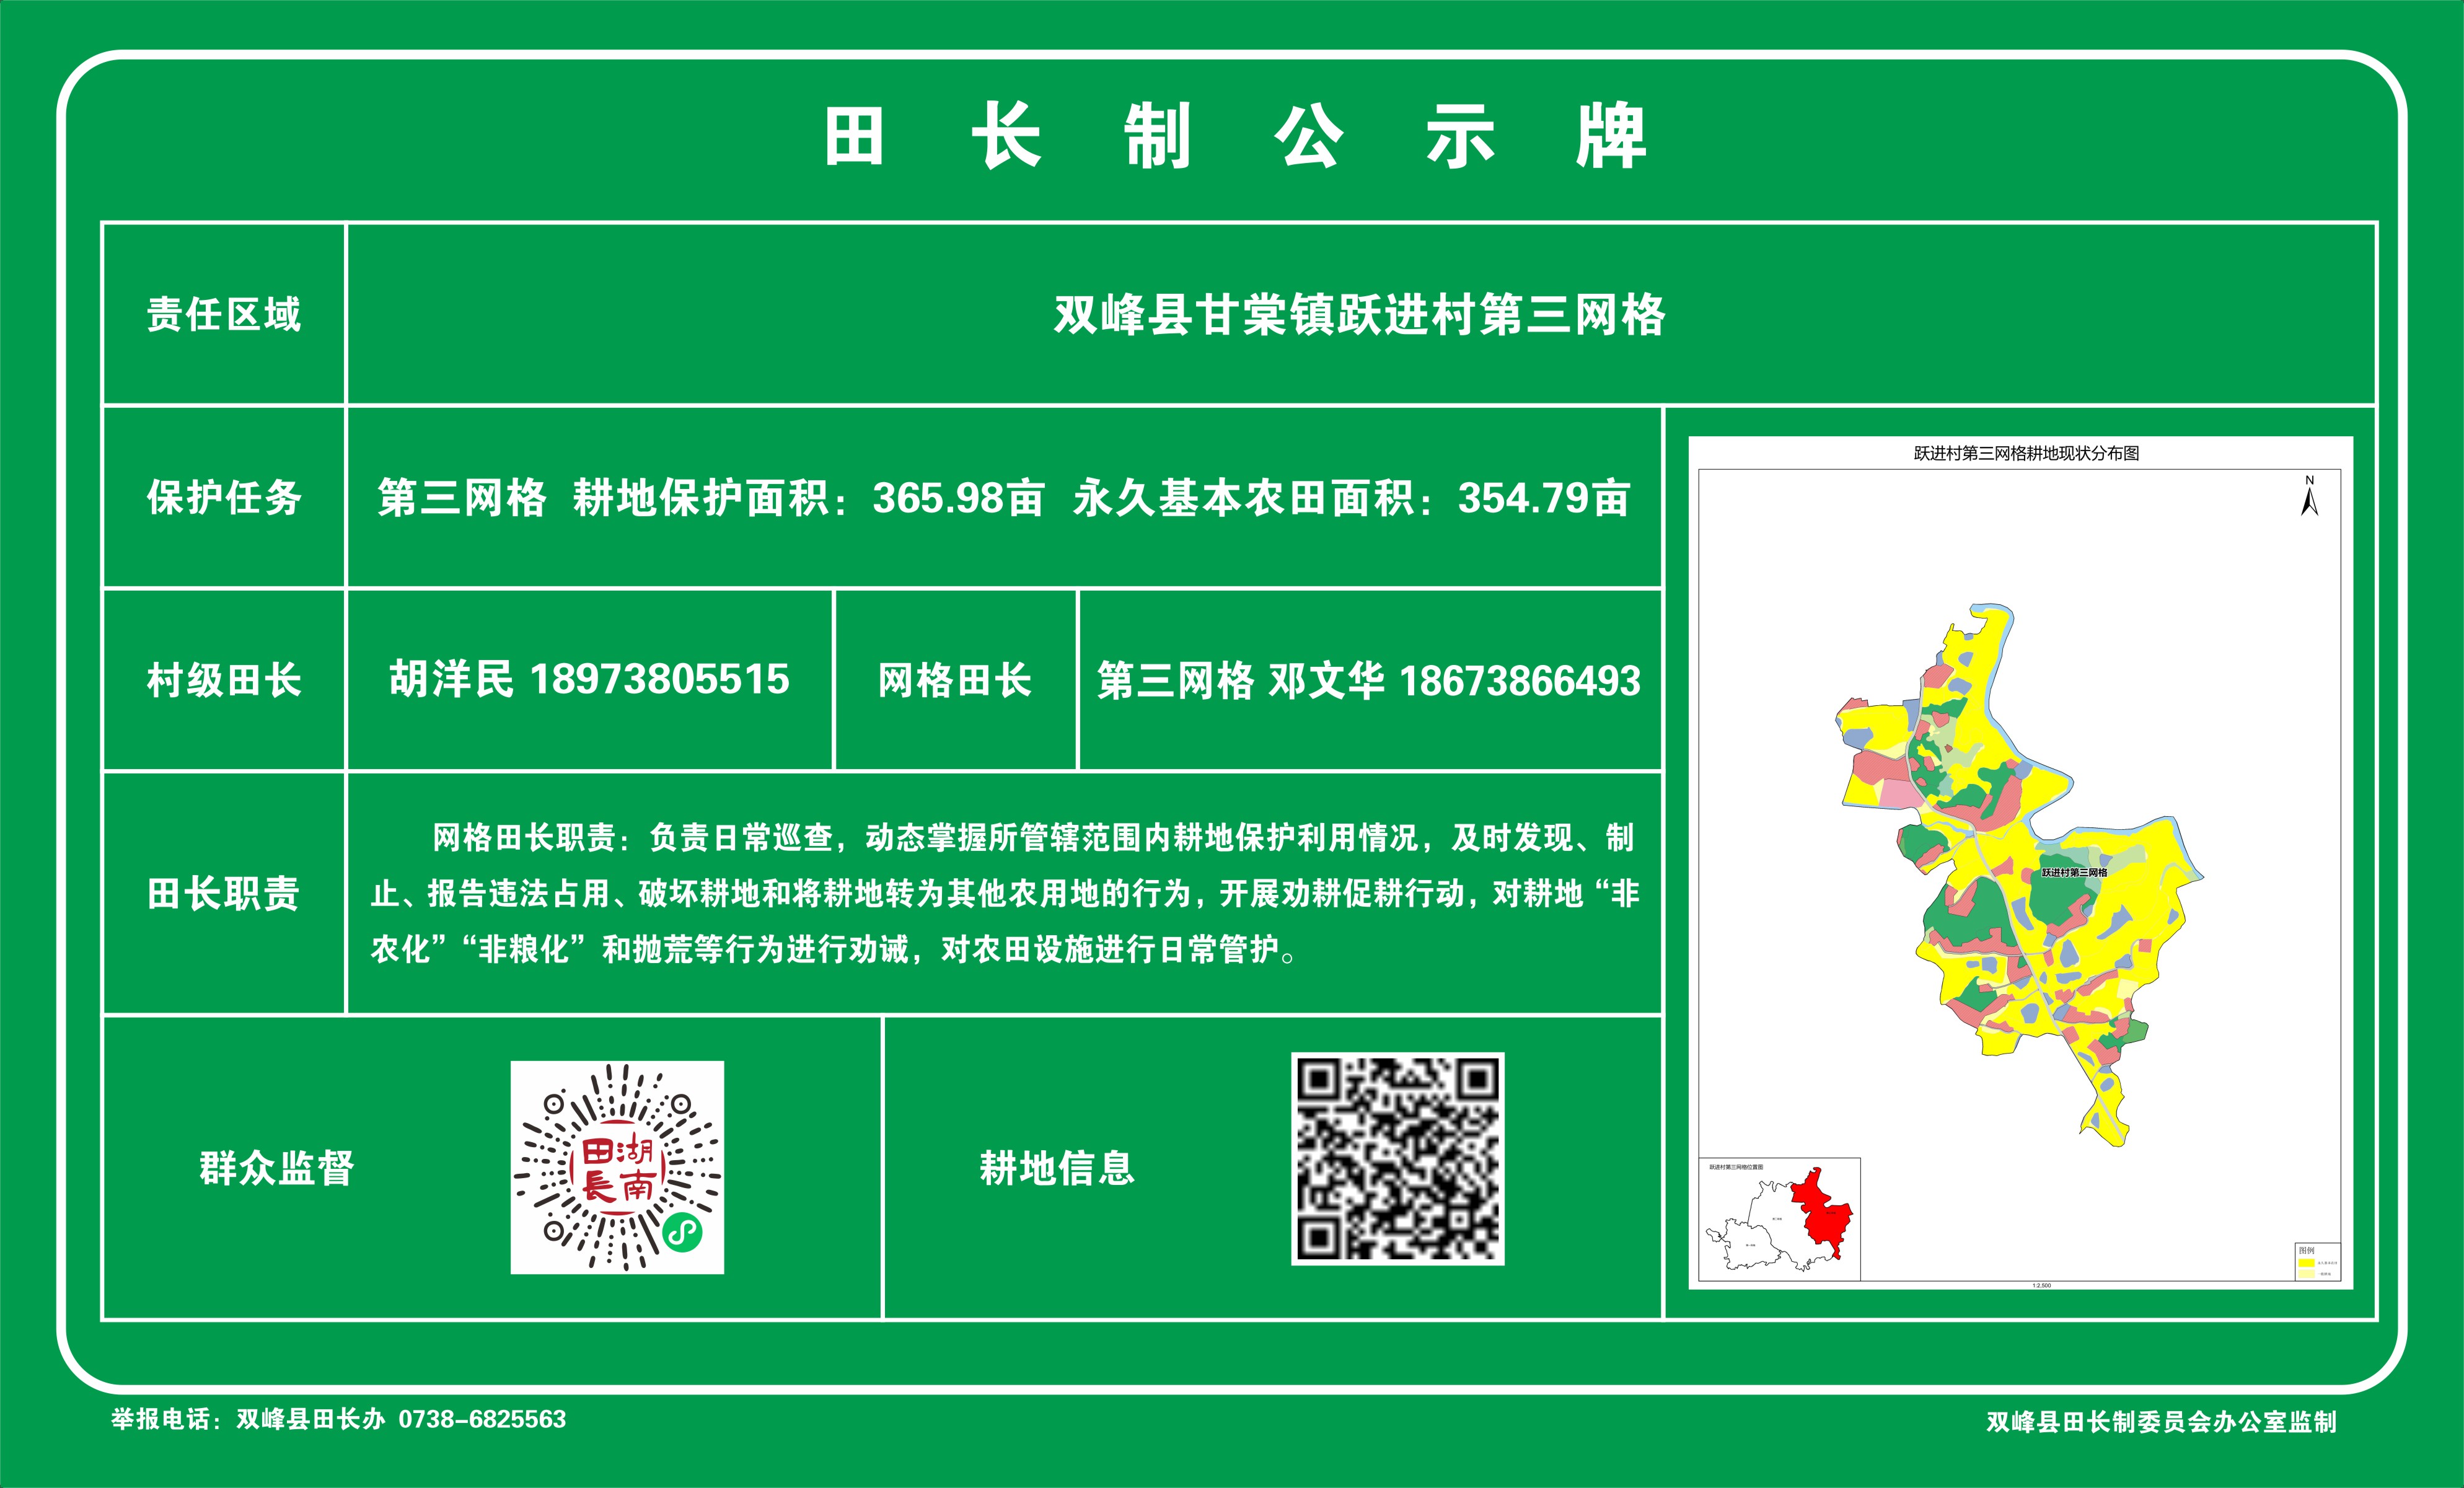 田长制公示牌
责任区域
双峰县甘棠镇跃进村第三网格
保护任务
第三网格 耕地保护面积：365.98亩 永久基本农田面积：354.79亩
村级田长
胡洋民 18973805515
网格田长
第三网格 邓文华 18673866493
田长职责
网格田长职责：负责日常巡查，动态掌握所管辖范围内耕地保护利用情况，及时发现、制
止、报告违法占用、破坏耕地和将耕地转为其他农用地的行为，开展劝耕促耕行动，对耕地“非
农化”“非粮化”和抛荒等行为进行劝诫，对农田设施进行日常管护。
跃进村第三网格耕地现状分布图
N
跃进村第三网格
跃进村第三网格位置图
图例
1:2,500
群众监督
湖南
田長
耕地信息
举报电话：双峰县田长办 0738-6825563
双峰县田长制委员会办公室监制